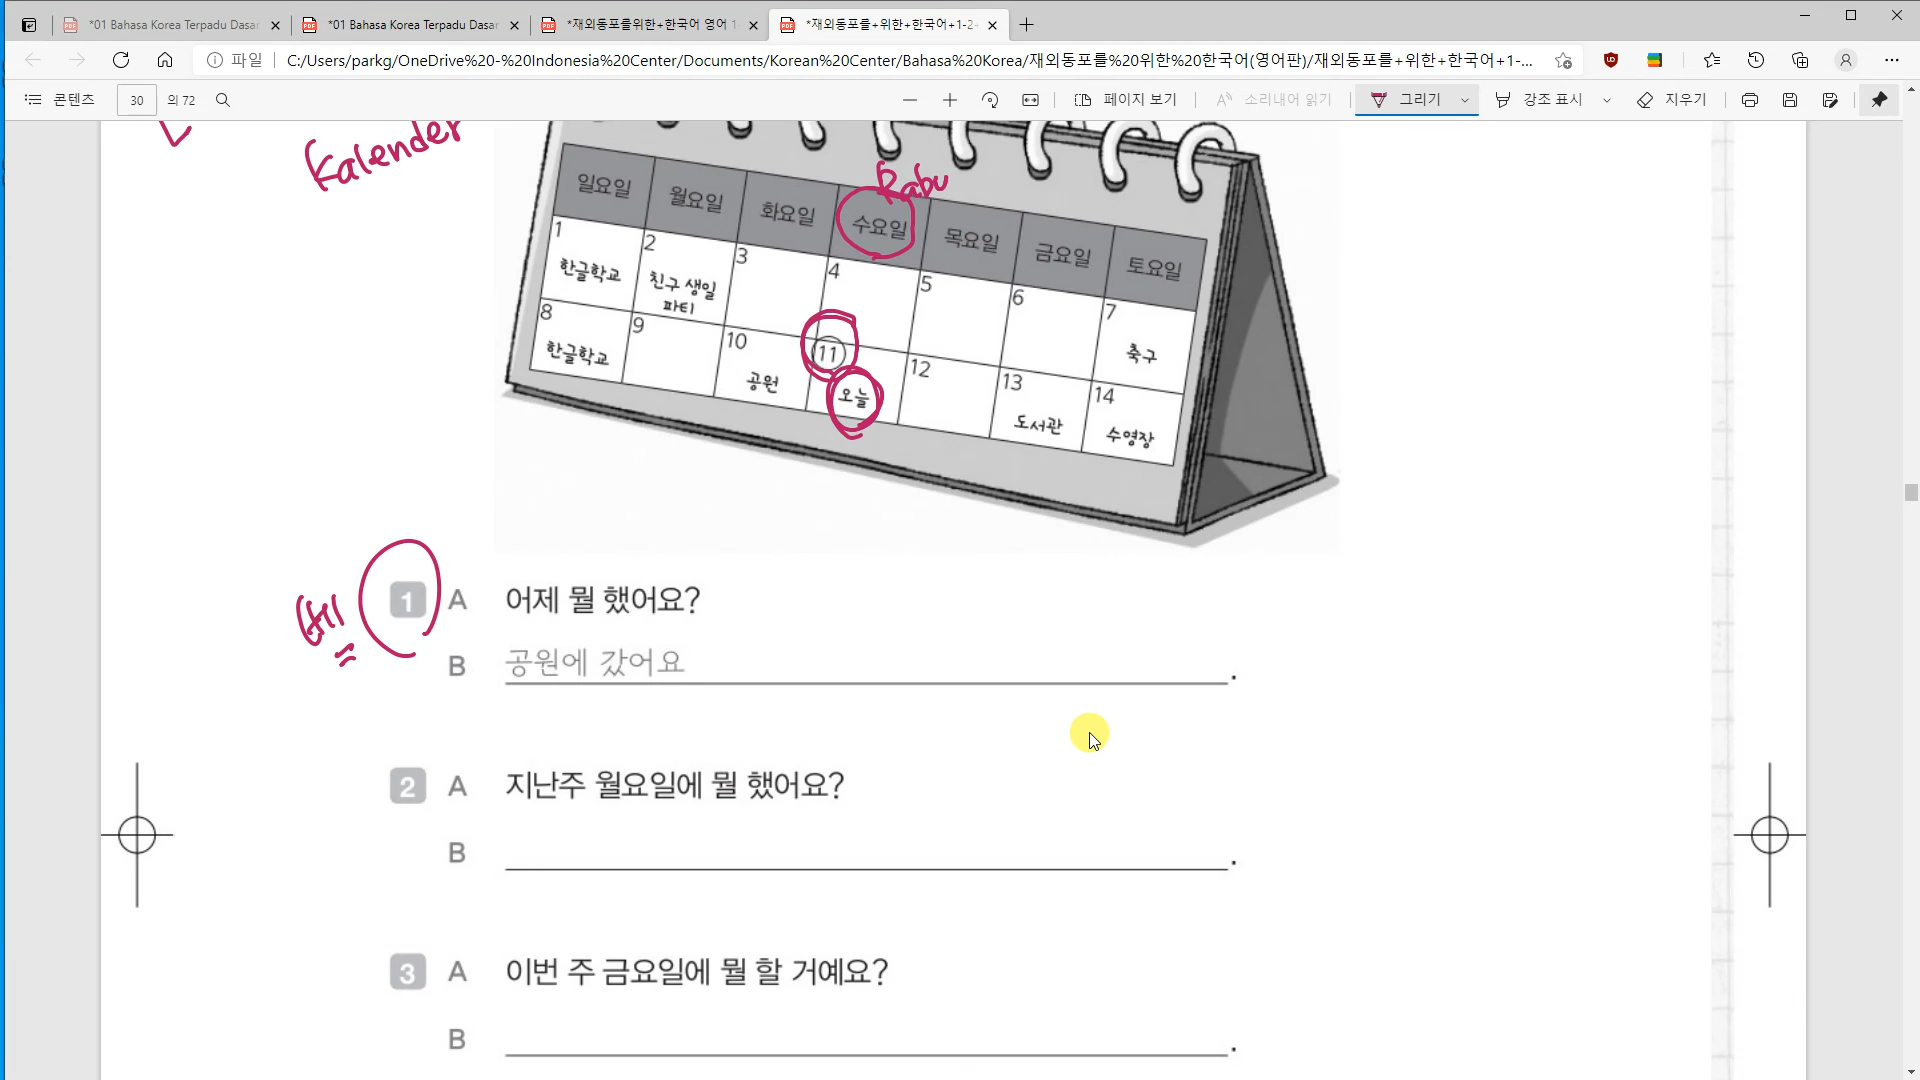 *01 Bahasa Korea Terpadu Dasar
*01 Bahasa Korea Terpadu Dasar
*재외동포를위한+한국어 영어 1
*재외동포를+위한+한국어+1-2-
파일
C:/Users/parkg/OneDrive%20-%20Indonesia%20Center/Documents/Korean%20Center/Bahasa%20Korea/재외동포를%20위한%20한국어(영어판)/재외동포를+위한+한국어+1-...
콘텐츠
30
의 72
페이지 보기
소리내어 읽기
그리기
강조 표시
지우기
Kalender
Rabu
일요일 월요일 화요일 수요일 목요일 금요일 토요일
1 2 3 4 5 6 7
한글학교
친구 생일
파티
축구
8 9 10 11 12 13 14
한글학교
공원
오늘
도서관
수영장
1 A 어제 뭘 했어요?
B 공원에 갔어요.
2 A 지난주 월요일에 뭘 했어요?
B .
3 A 이번 주 금요일에 뭘 할 거예요?
B .